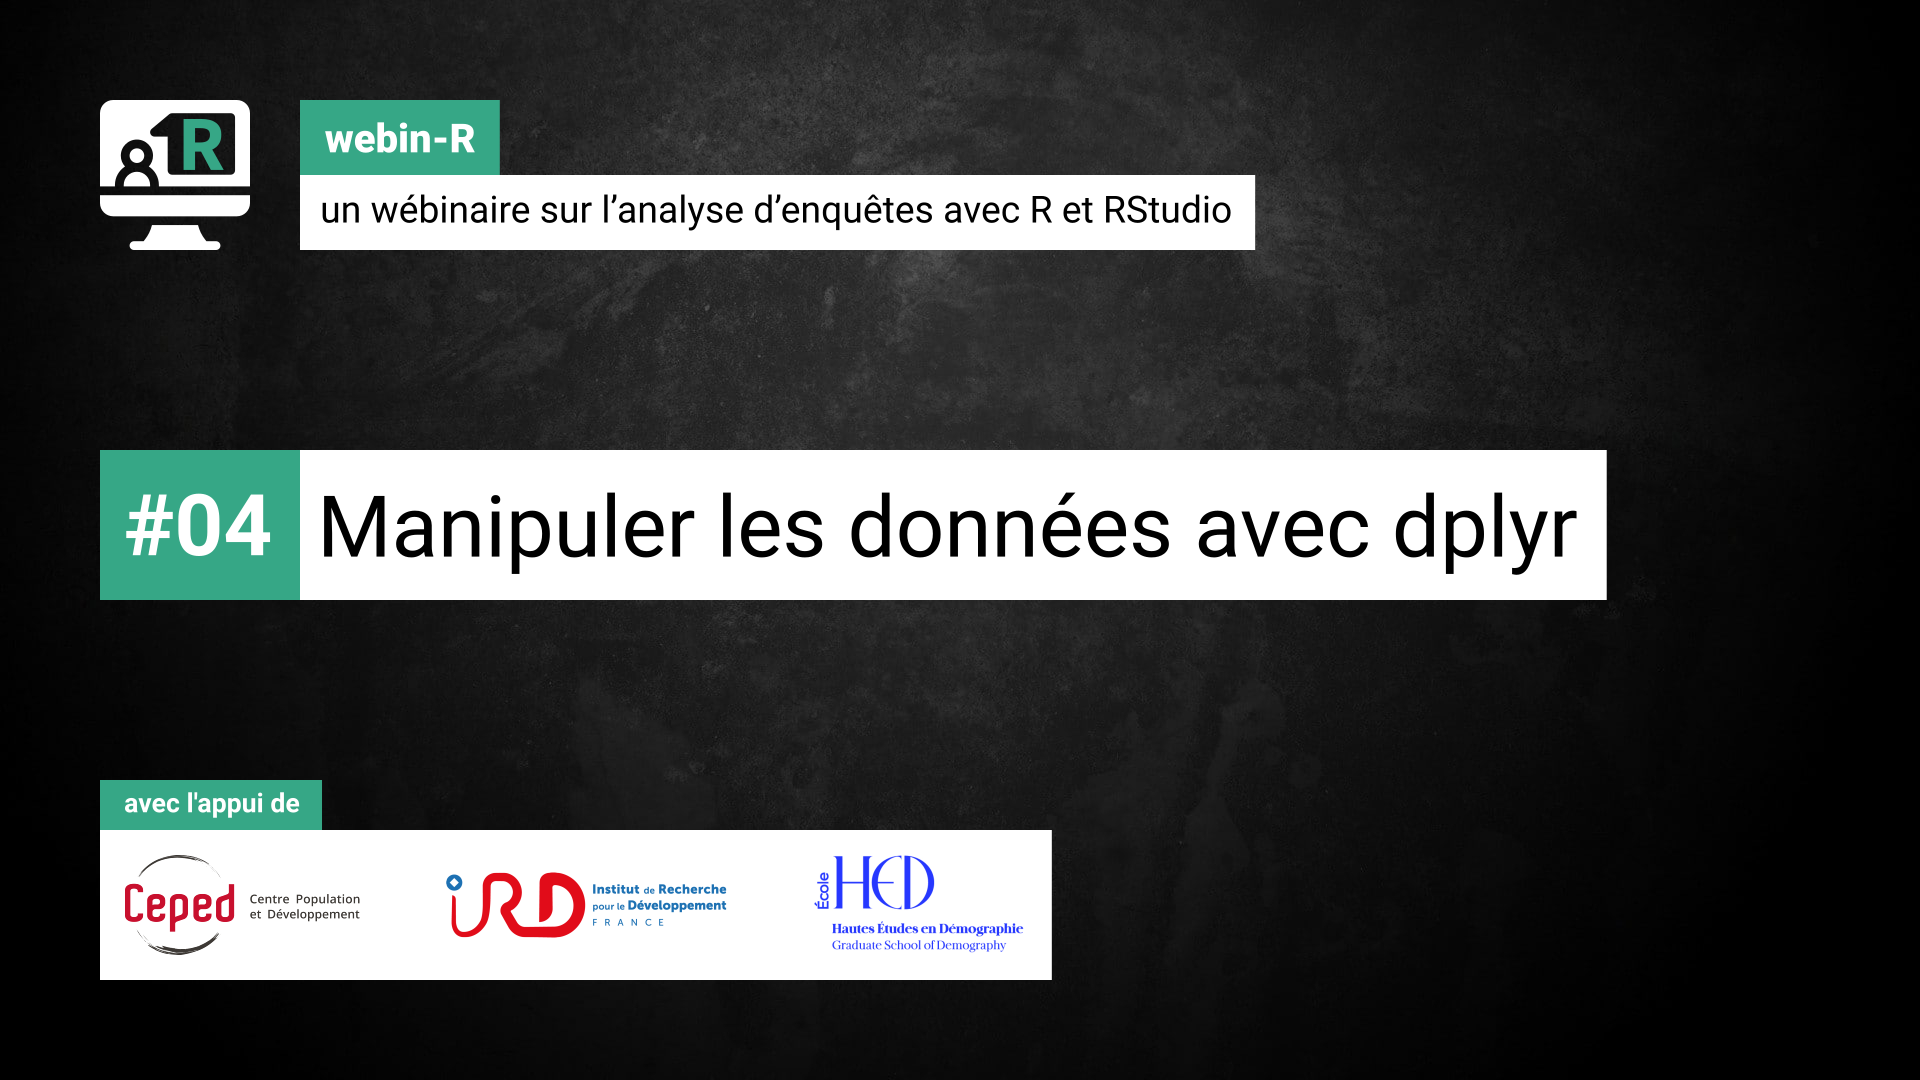 R
webin-R
un wébinaire sur l’analyse d’enquêtes avec R et RStudio
#04 Manipuler les données avec dplyr
avec l'appui de
Ceped
Centre Population
et Développement
iRD
Institut de Recherche
pour le Développement
FRANCE
École HED
Hautes Études en Démographie
Graduate School of Demography